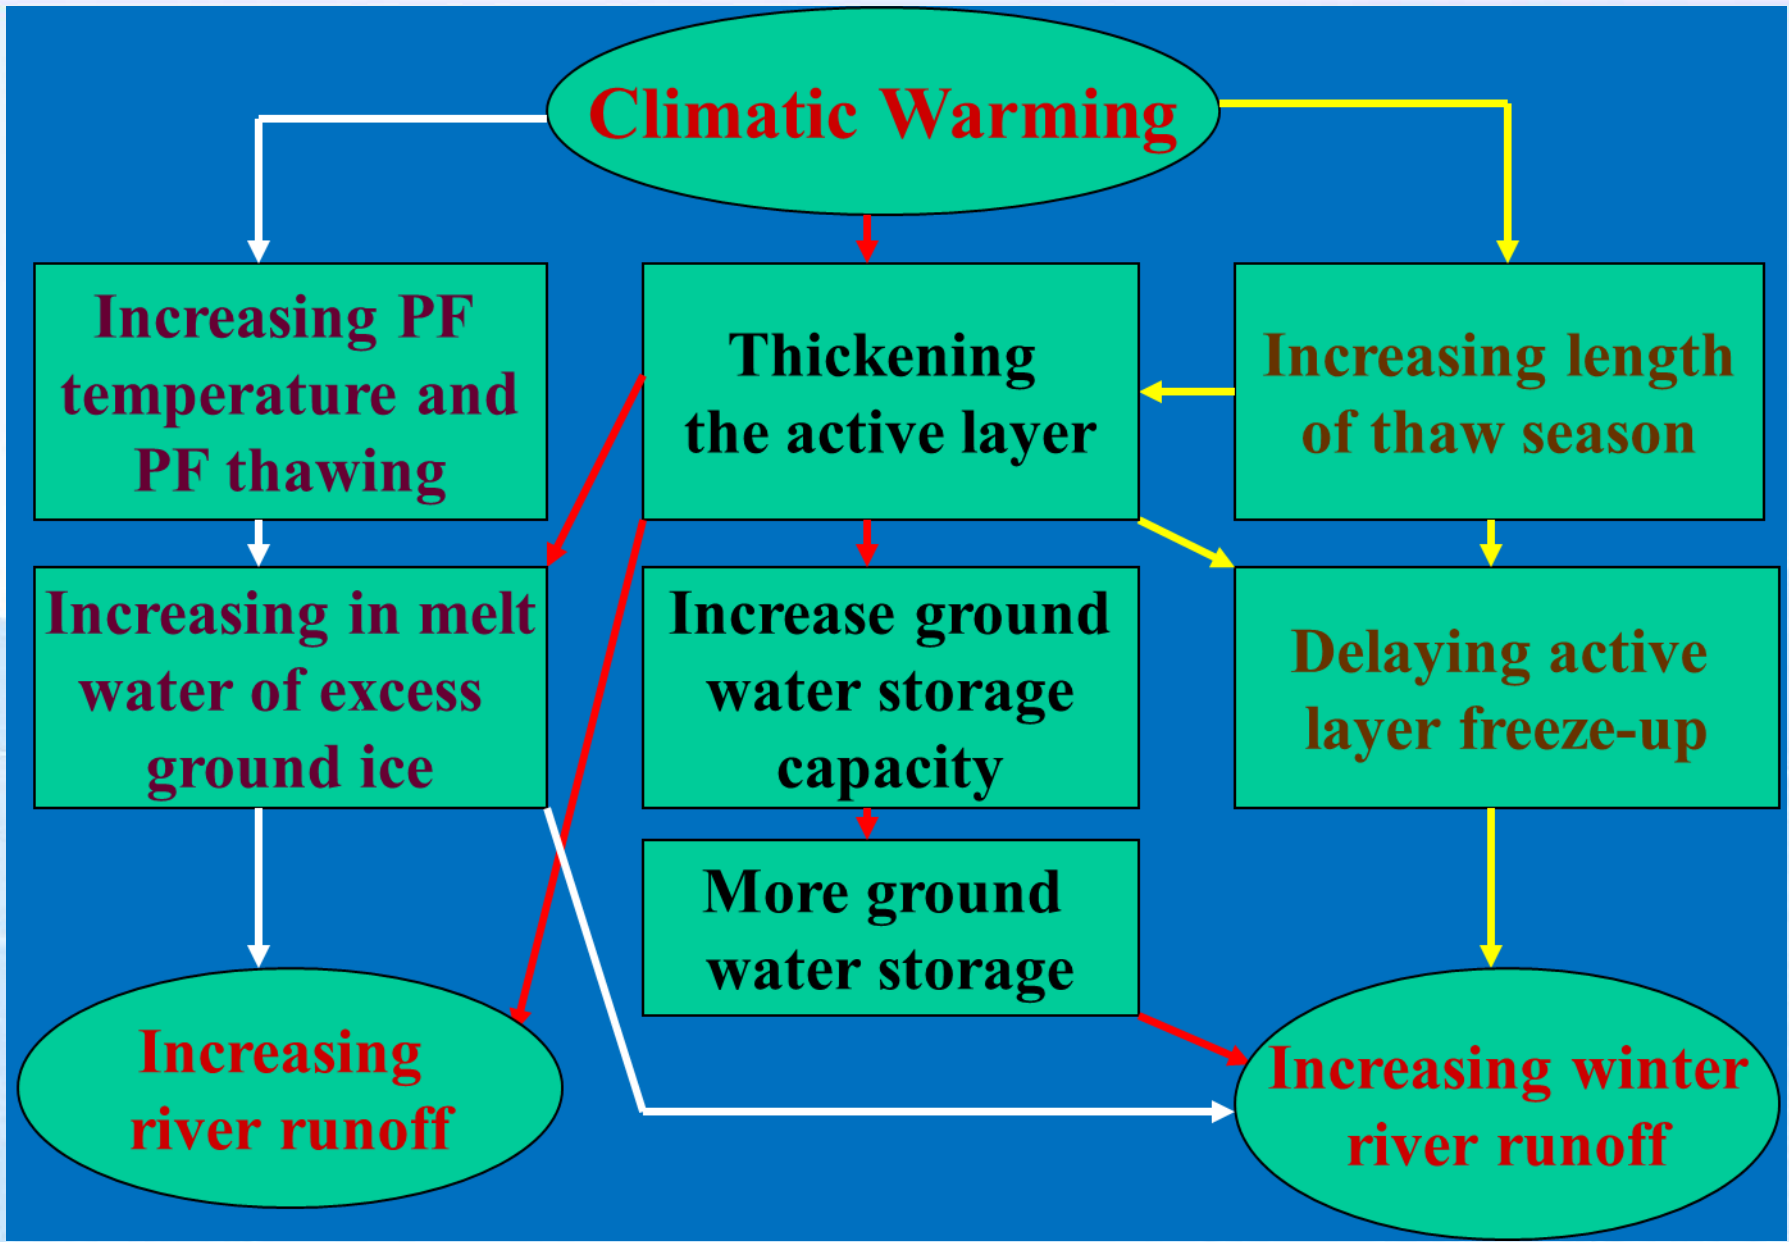 Climatic Warming
Increasing PF
temperature and
PF thawing
Thickening
the active layer
Increasing length
of thaw season
Increasing in melt
water of excess
ground ice
Increase ground
water storage
capacity
Delaying active
layer freeze-up
More ground
water storage
Increasing
river runoff
Increasing winter
river runoff